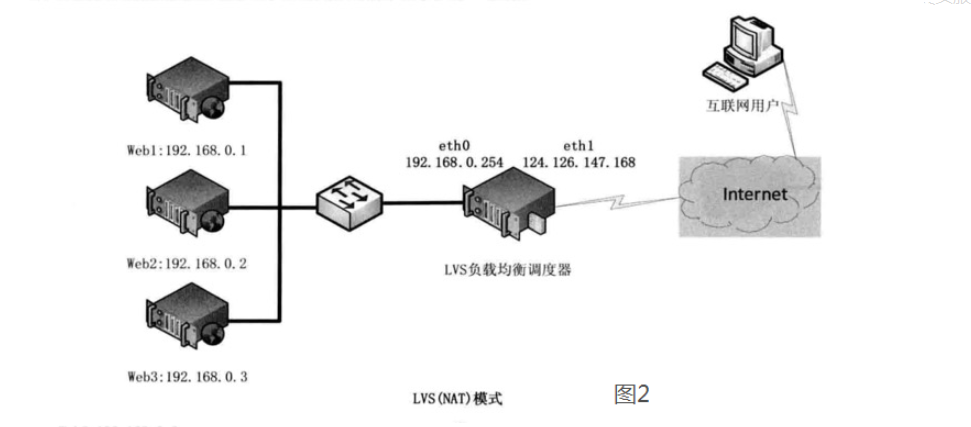 Web1:192.168.0.1
Web2:192.168.0.2
Web3:192.168.0.3
eth0
192.168.0.254
eth1
124.126.147.168
LVS负载均衡调度器
互联网用户
Internet
LVS(NAT)模式
图2